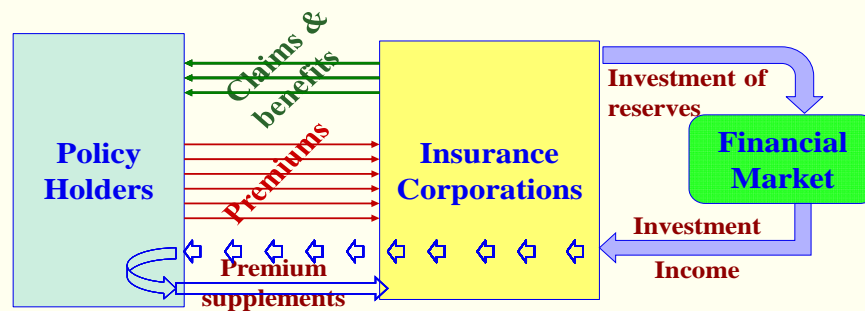 Claims &
benefits
Policy
Holders
Premiums
Insurance
Corporations
Investment of
reserves
Financial
Market
Investment
Income
Premium
supplements